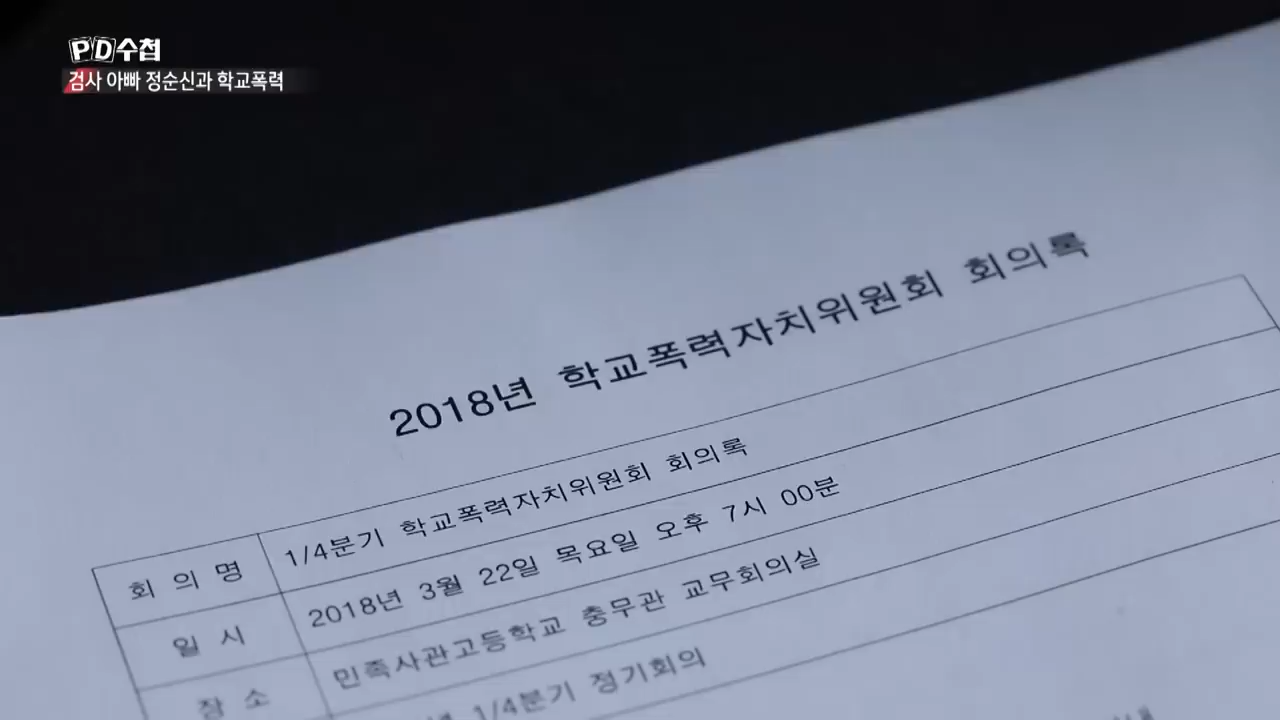 PD수첩
검사 아빠 정순신과 학교폭력
2018년 학교폭력자치위원회 회의록
회 의 명 1/4분기 학교폭력자치위원회 회의록
일 시 2018년 3월 22일 목요일 오후 7시 00분
장 소 민족사관고등학교 충무관 교무회의실
1/4분기 정기회의